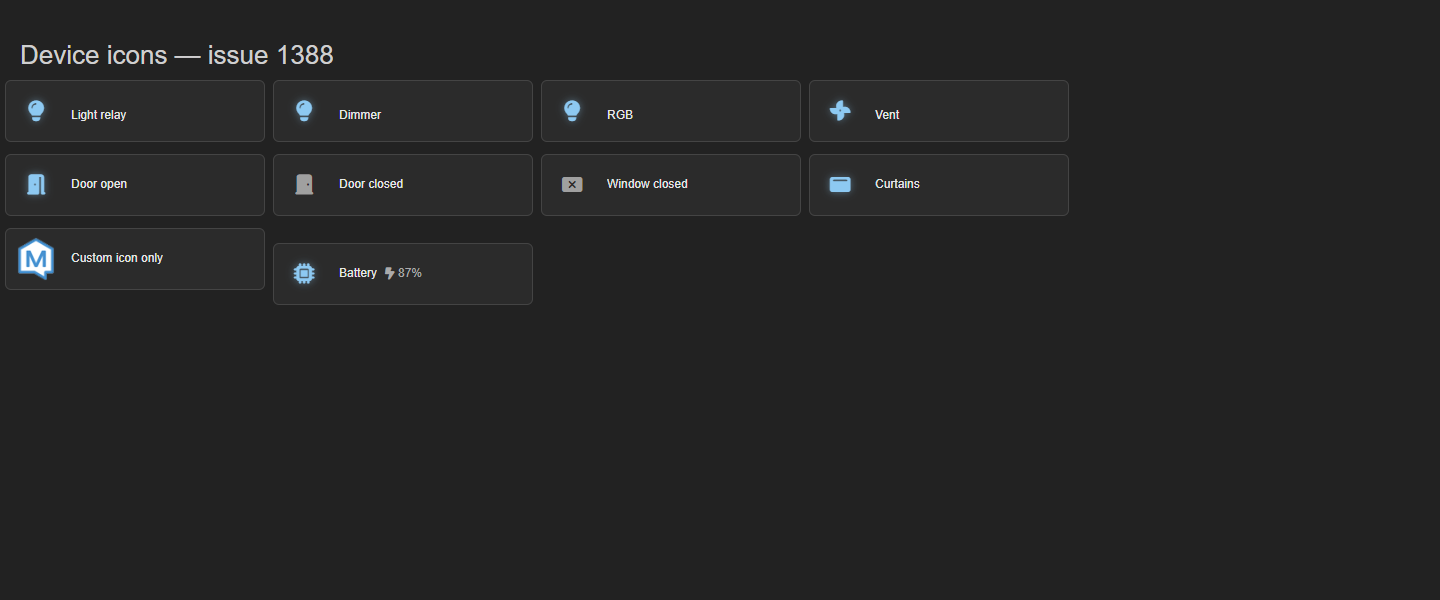 Device icons — issue 1388
Light relay
Dimmer
RGB
Vent
Door open
Door closed
Window closed
Curtains
M
Custom icon only
Battery 87%